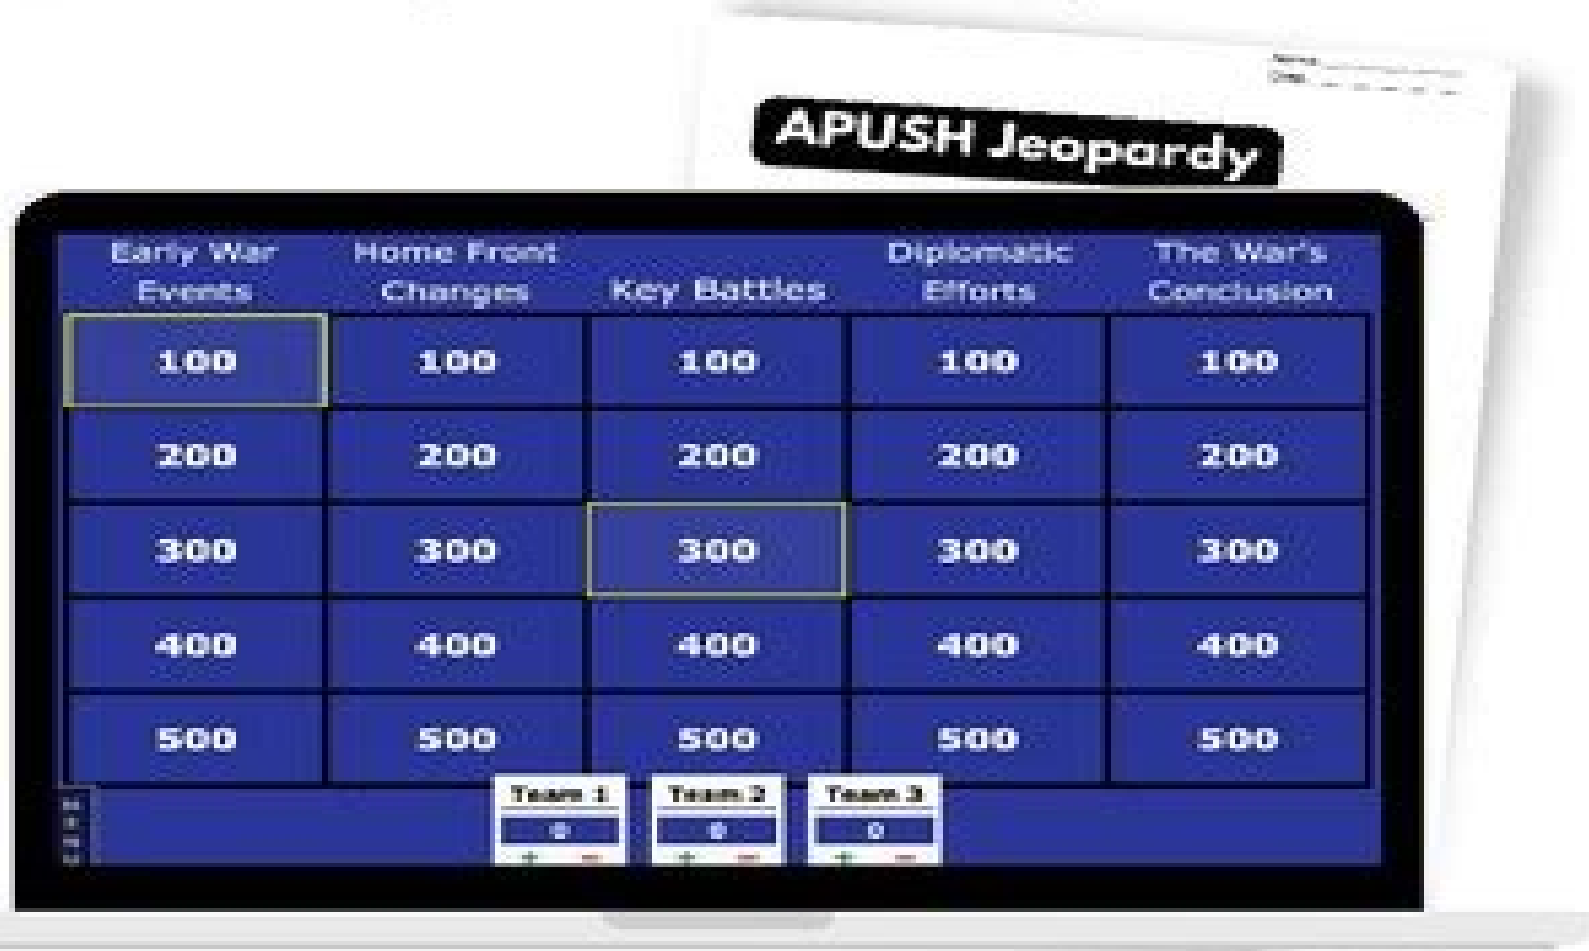 APUSH Jeopardy
Early War Events
Home Front Changes
Key Battles
Diplomatic Efforts
The War's Conclusion
100 100 100 100 100
200 200 200 200 200
300 300 300 300 300
400 400 400 400 400
500 500 500 500 500
Team 1 Team 2 Team 3
0 0 0
+ - + - + -